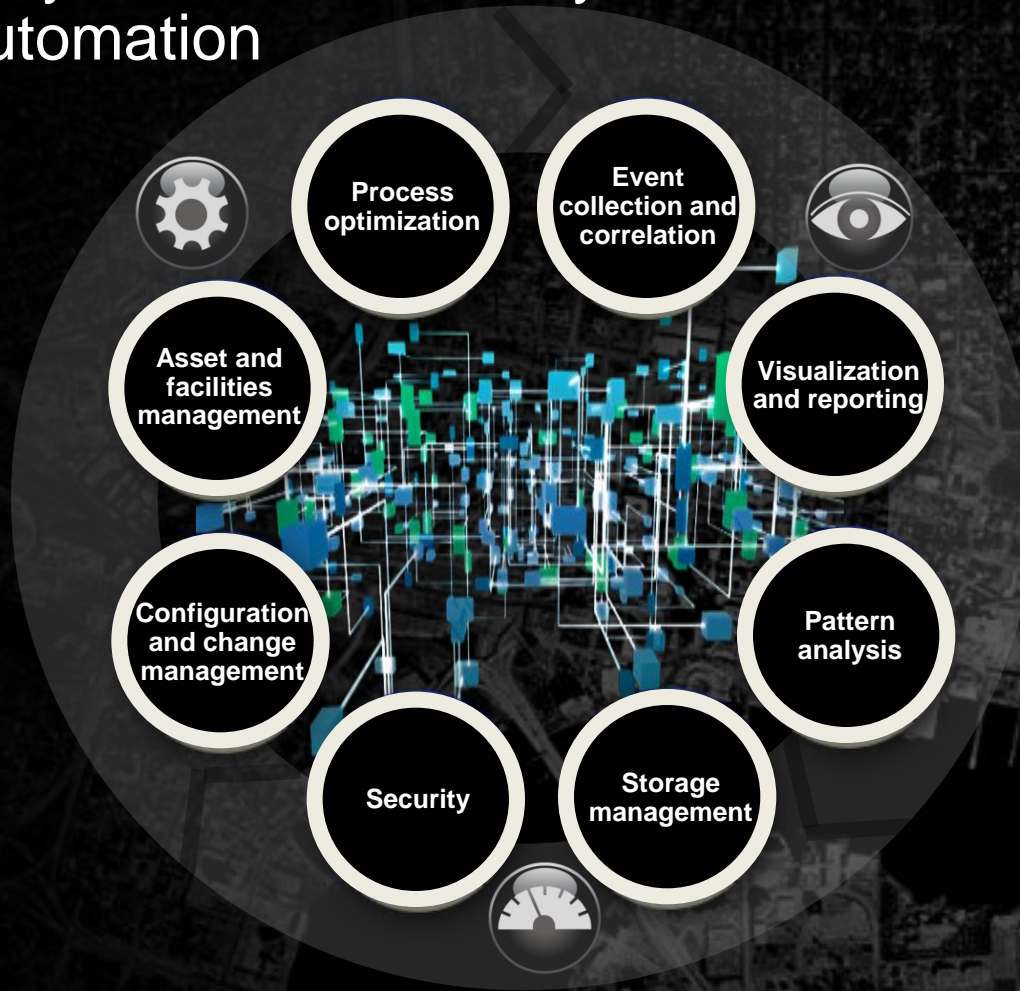 utomation
Process
optimization
Event
collection and
correlation
Asset and
facilities
management
Visualization
and reporting
Configuration
and change
management
Pattern
analysis
Security
Storage
management